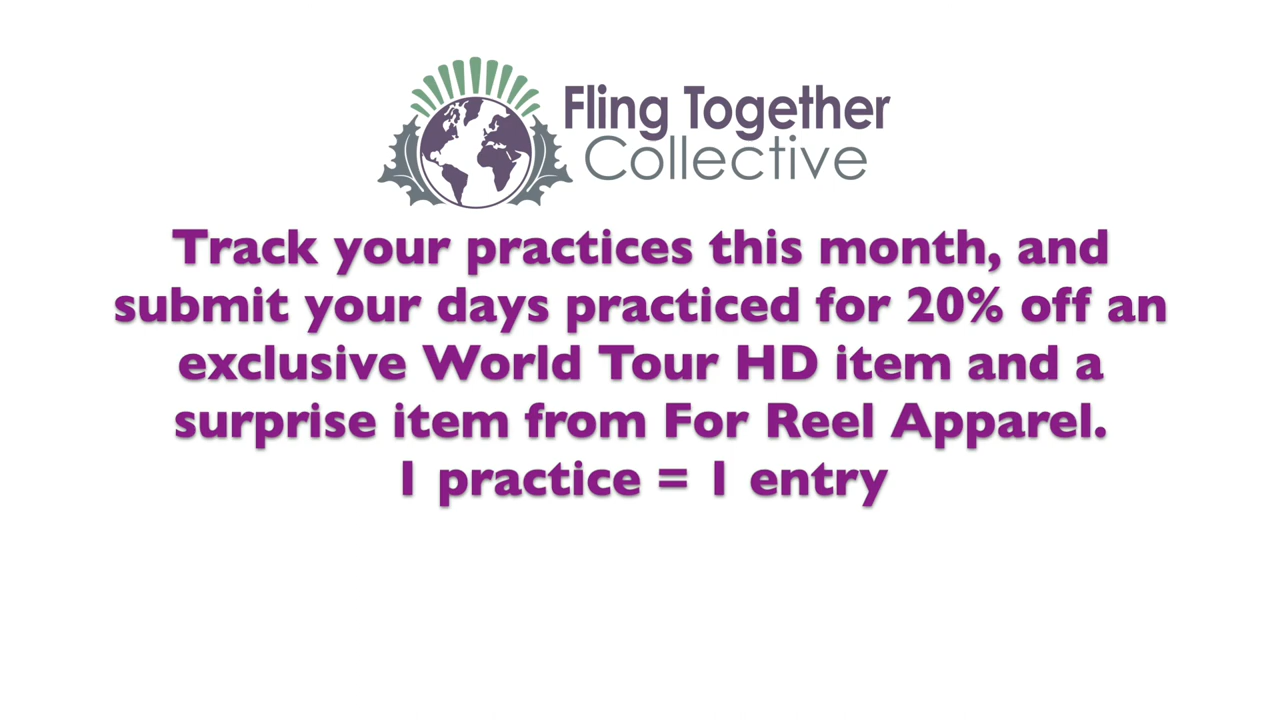 Fling Together
Collective
Track your practices this month, and
submit your days practiced for 20% off an
exclusive World Tour HD item and a
surprise item from For Reel Apparel.
1 practice = 1 entry